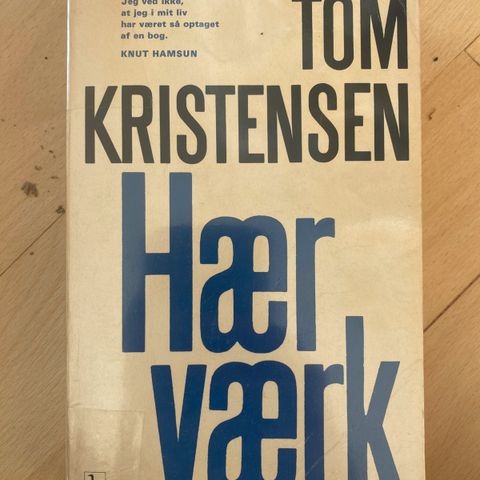 Jeg ved ikke,
at jeg i mit liv
har været så optaget
af en bog.
KNUT HAMSUN
TOM
KRISTENSEN
Hær
værk